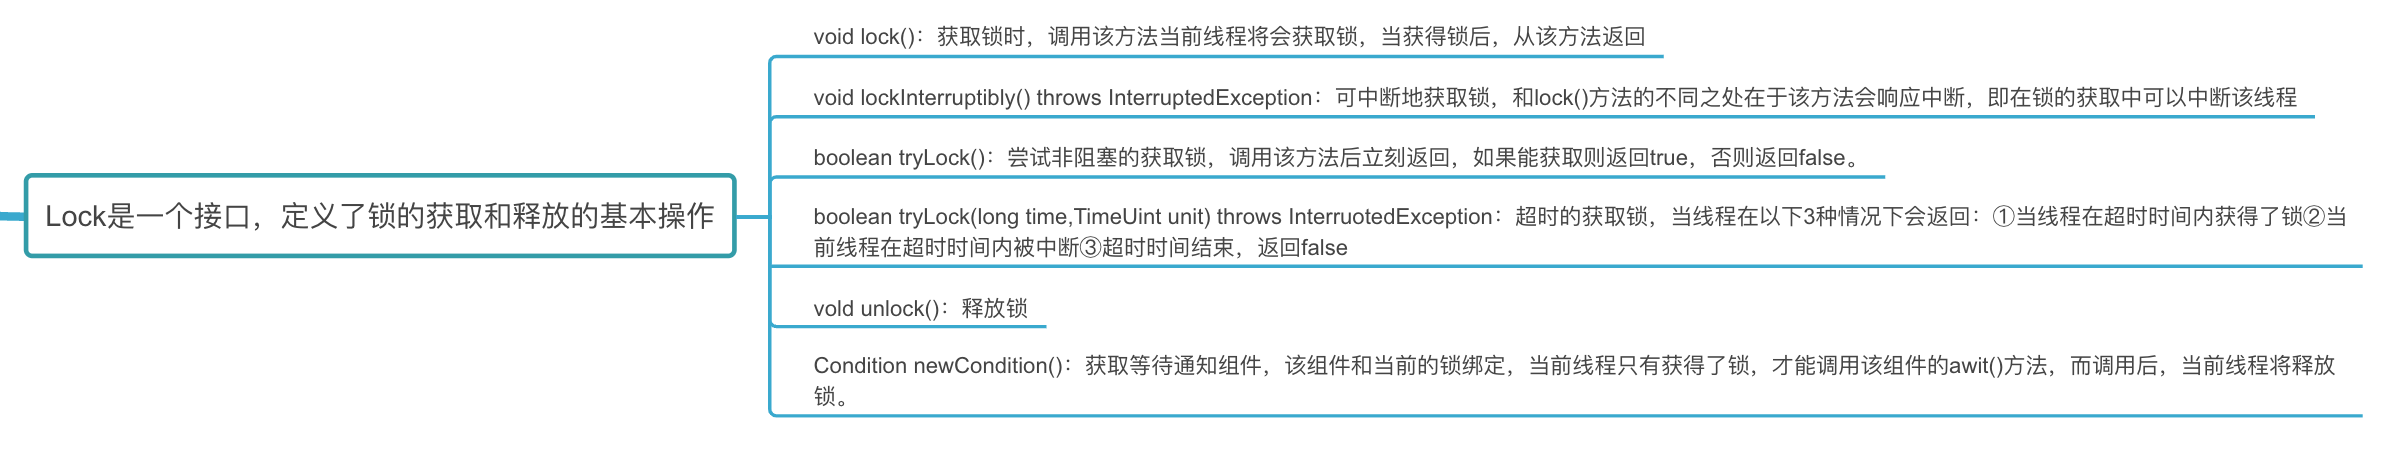 void lock()：获取锁时，调用该方法当前线程将会获取锁，当获得锁后，从该方法返回
void lockInterruptibly() throws InterruptedException：可中断地获取锁，和lock()方法的不同之处在于该方法会响应中断，即在锁的获取中可以中断该线程
boolean tryLock()：尝试非阻塞的获取锁，调用该方法后立刻返回，如果能获取则返回true，否则返回false。
Lock是一个接口，定义了锁的获取和释放的基本操作
boolean tryLock(long time,TimeUint unit) throws InterruotedException：超时的获取锁，当线程在以下3种情况下会返回：①当线程在超时时间内获得了锁②当
前线程在超时时间内被中断③超时时间结束，返回false
vold unlock()：释放锁
Condition newCondition()：获取等待通知组件，该组件和当前的锁绑定，当前线程只有获得了锁，才能调用该组件的awit()方法，而调用后，当前线程将释放
锁。